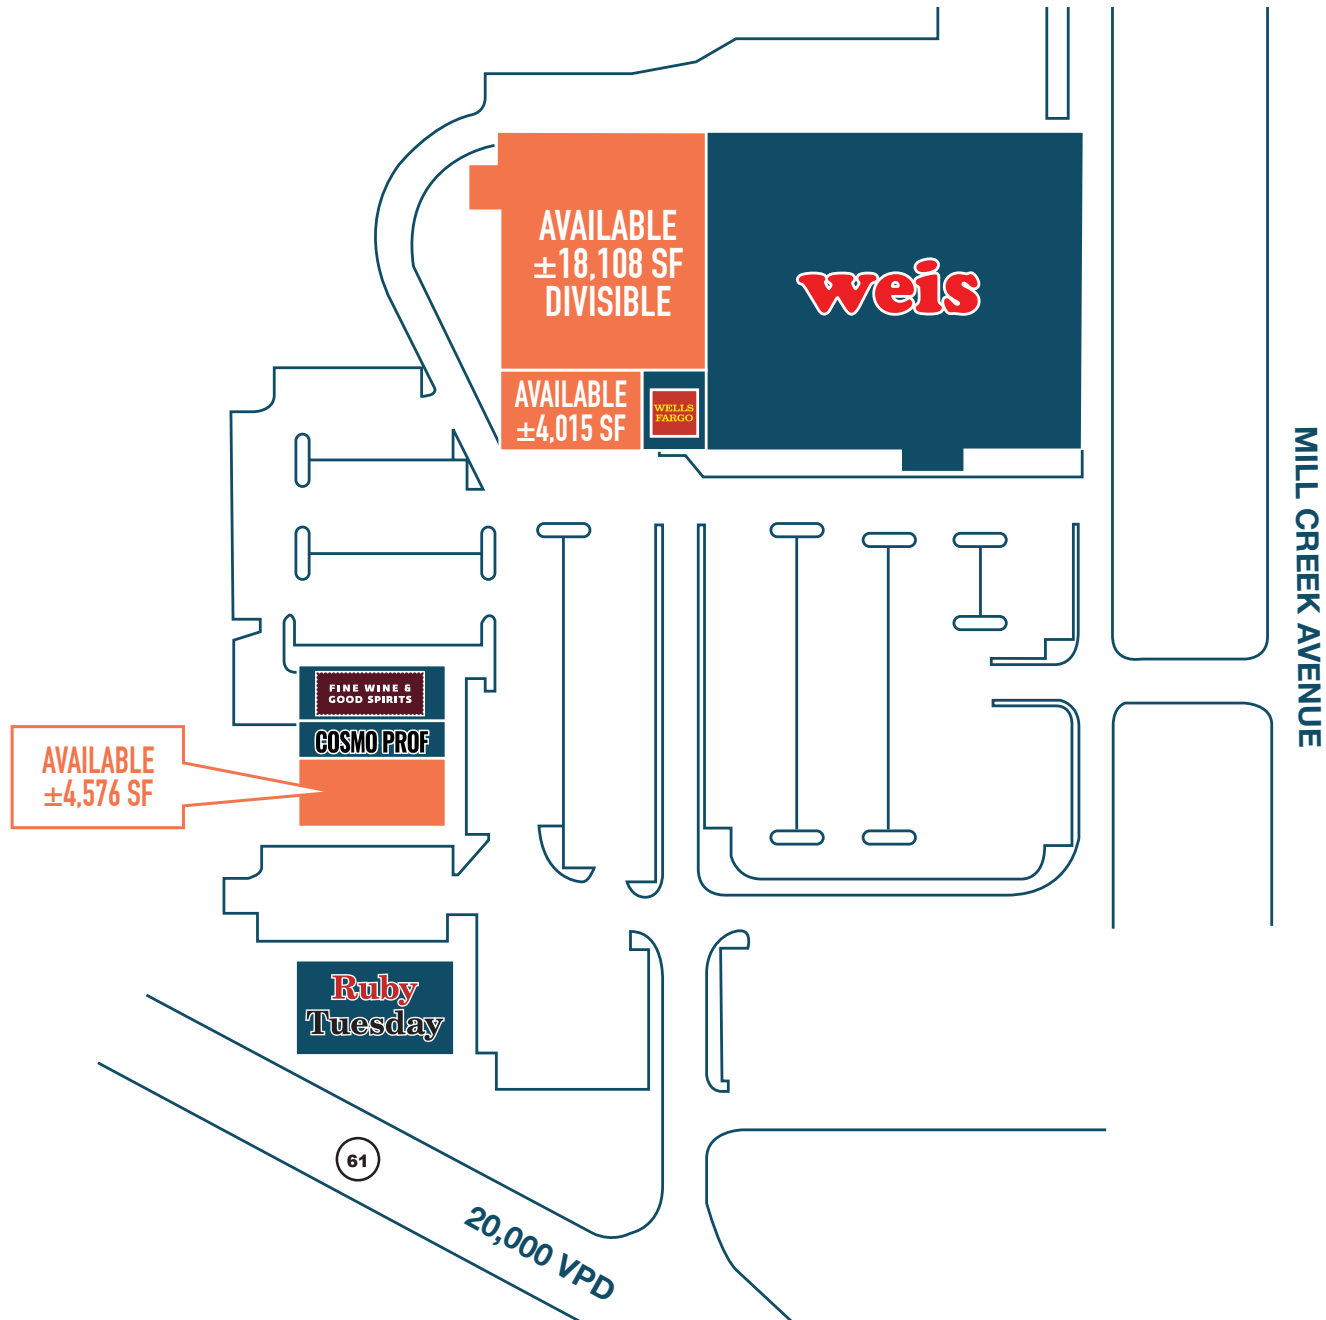 AVAILABLE
±18,108 SF
DIVISIBLE
weis
AVAILABLE
±4,015 SF
WELLS
FARGO
MILL CREEK AVENUE
FINE WINE &
GOOD SPIRITS
COSMO PROF
AVAILABLE
±4,576 SF
Ruby
Tuesday
61
20,000 VPD